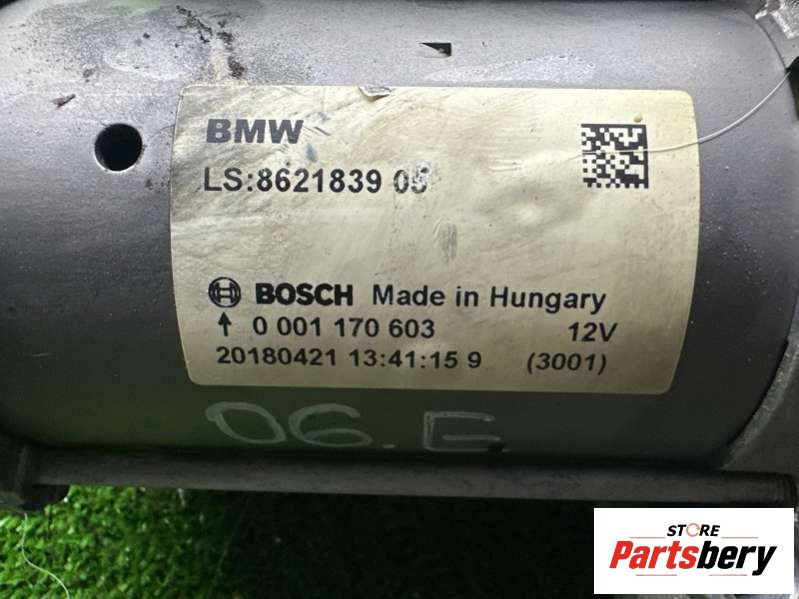 BMW
LS:8621839 05
BOSCH Made in Hungary
↑ 0 001 170 603 12V
20180421 13:41:15 9 (3001)
06.E
STORE
Partsbery